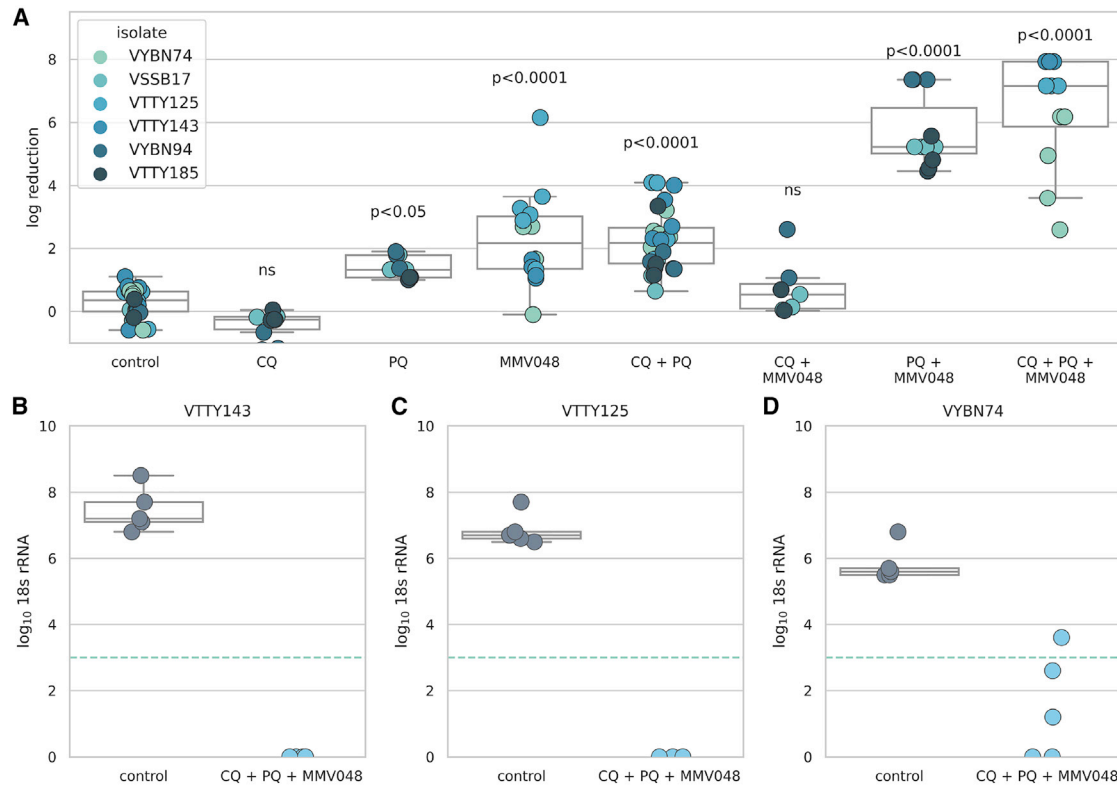 A
isolate
VYBN74
VSSB17
VTTY125
VTTY143
VYBN94
VTTY185
log reduction
8
6
4
2
0
ns
p<0.05
p<0.0001
p<0.0001
ns
p<0.0001
p<0.0001
control
CQ
PQ
MMV048
CQ + PQ
CQ +
MMV048
PQ +
MMV048
CQ + PQ +
MMV048
B
VTTY143
log₁₀ 18s rRNA
10
8
6
4
2
0
control
CQ + PQ + MMV048
C
VTTY125
log₁₀ 18s rRNA
10
8
6
4
2
0
control
CQ + PQ + MMV048
D
VYBN74
log₁₀ 18s rRNA
10
8
6
4
2
0
control
CQ + PQ + MMV048